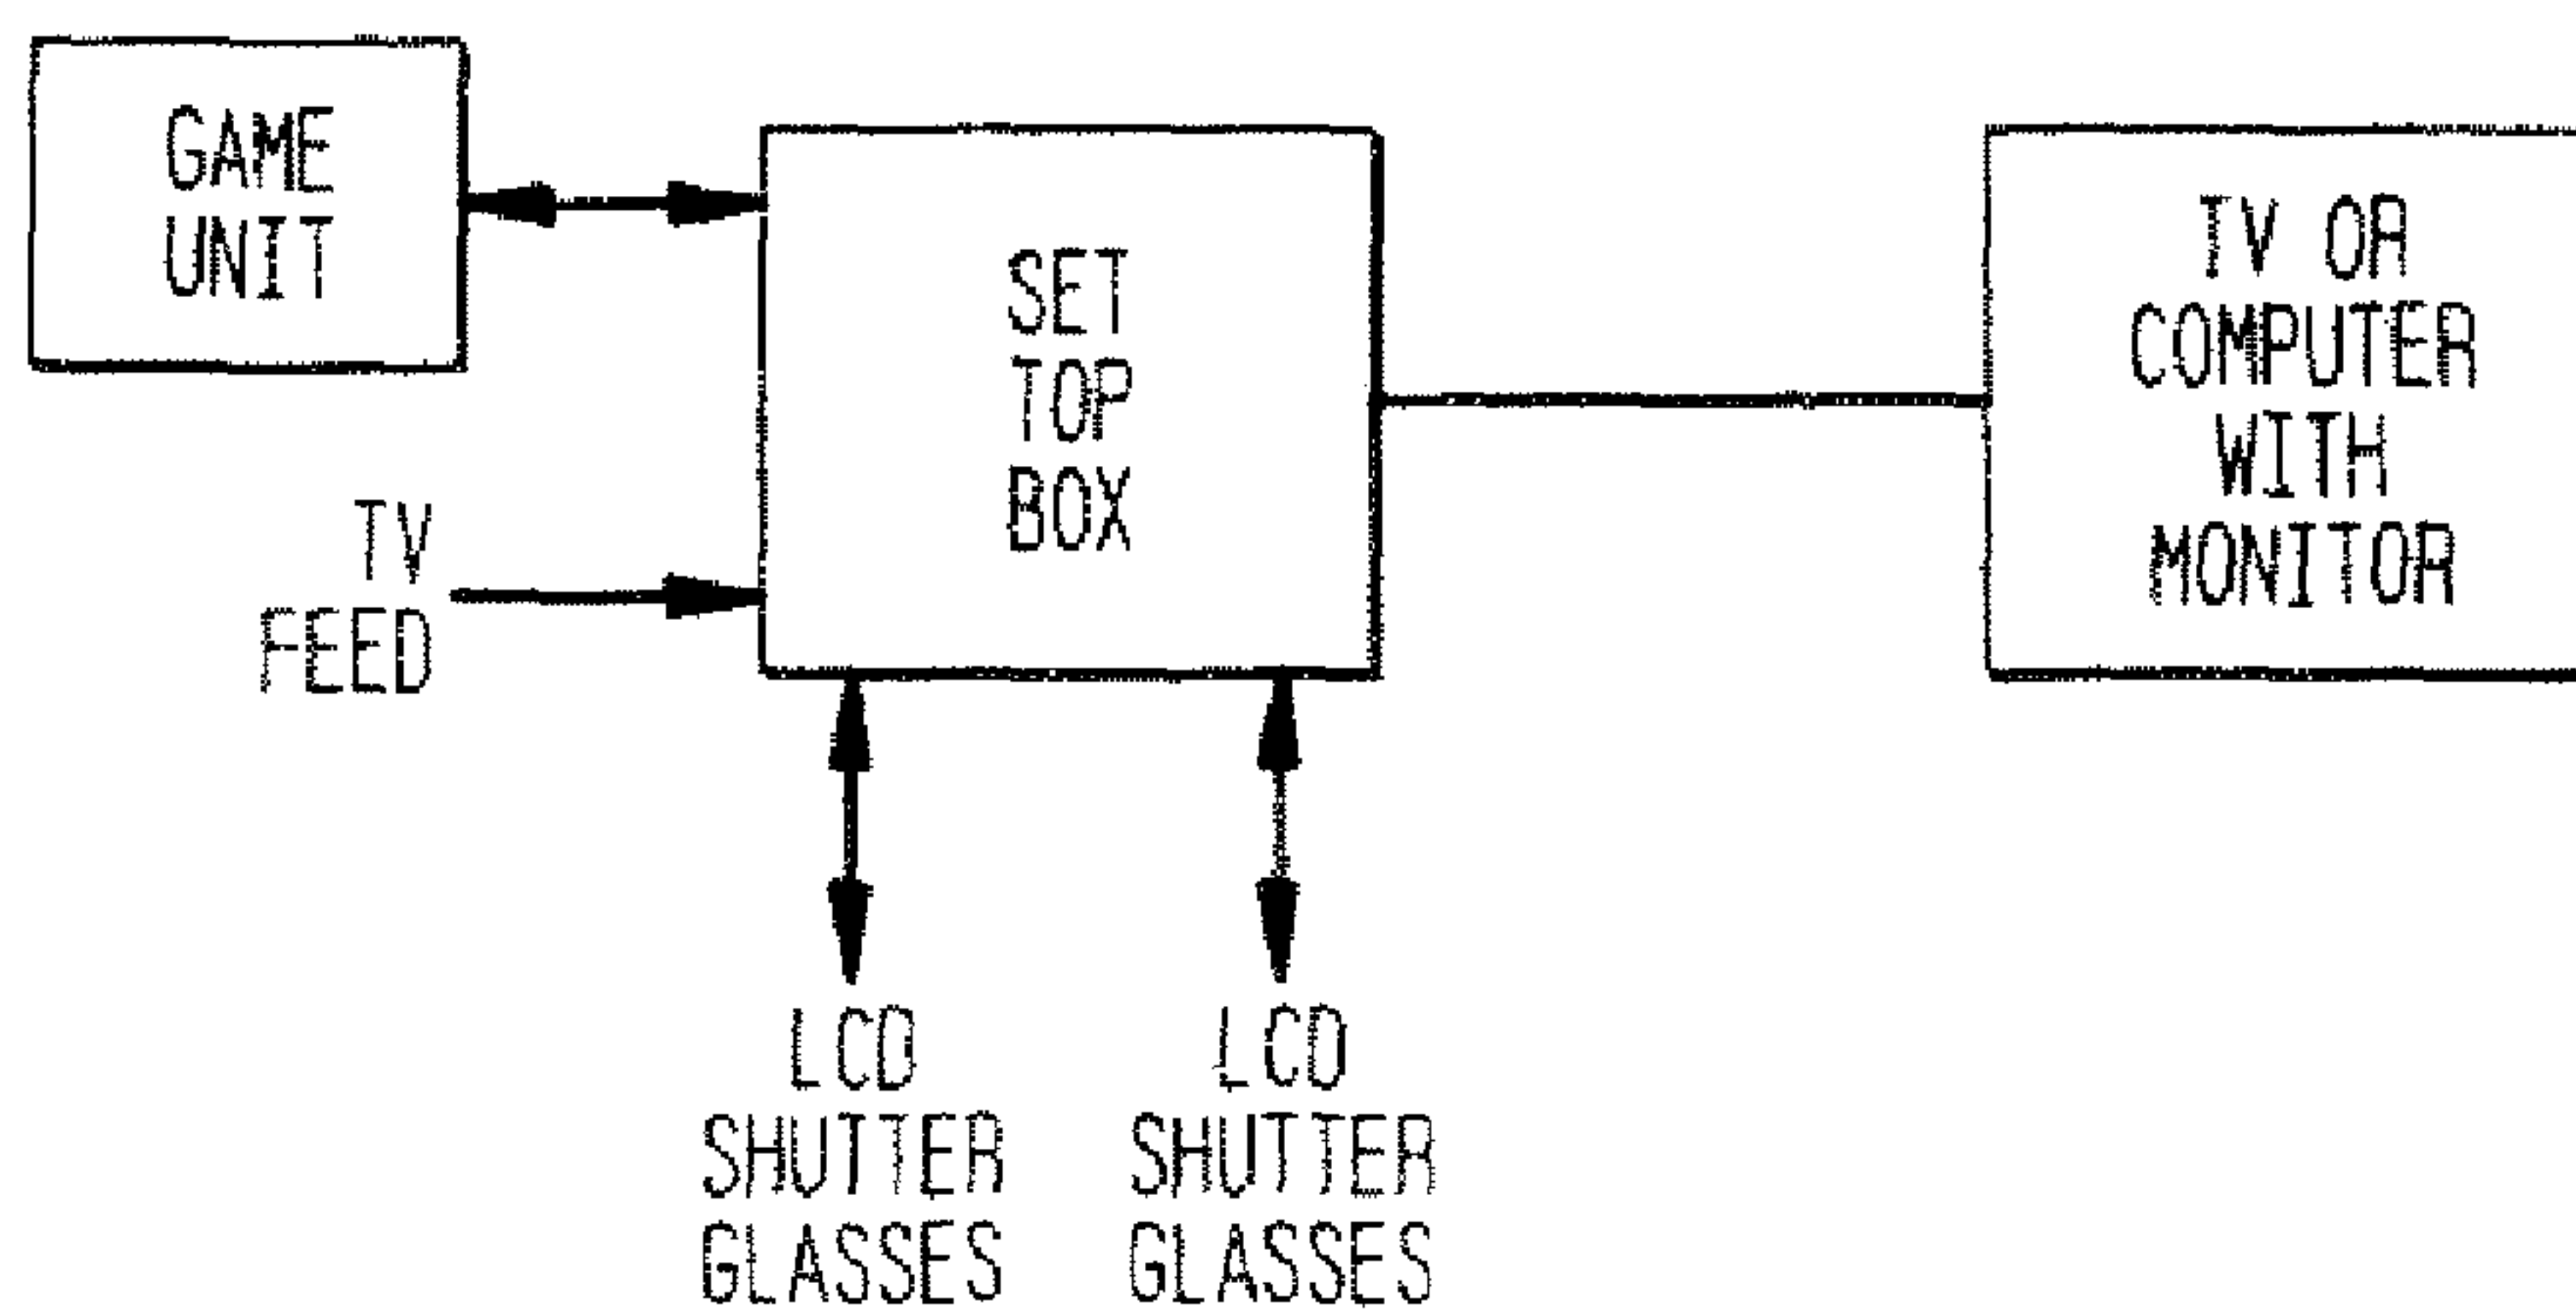 GAME
UNIT
SET
TOP
BOX
TV OR
COMPUTER
WITH
MONITOR
TV
FEED
LCD
SHUTTER
GLASSES
LCD
SHUTTER
GLASSES